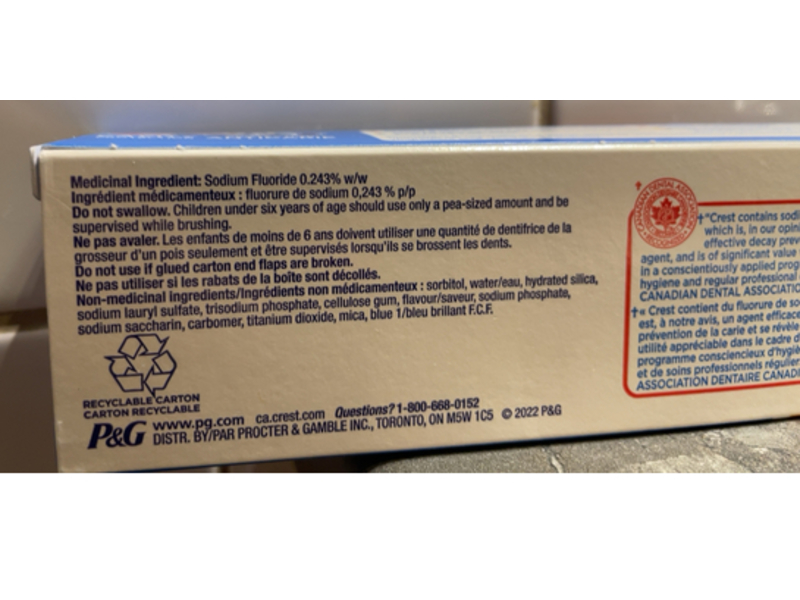 Medicinal Ingredient: Sodium Fluoride 0.243% w/w
Ingrédient médicamenteux : fluorure de sodium 0,243 % p/p
Do not swallow. Children under six years of age should use only a pea-sized amount and be
supervised while brushing.
Ne pas avaler. Les enfants de moins de 6 ans doivent utiliser une quantité de dentifrice de la
grosseur d'un pois seulement et être supervisés lorsqu'ils se brossent les dents.
Do not use if glued carton end flaps are broken.
Ne pas utiliser si les rabats de la boîte sont décollés.
Non-medicinal ingredients/Ingrédients non médicamenteux : sorbitol, water/eau, hydrated silica,
sodium lauryl sulfate, trisodium phosphate, cellulose gum, flavour/saveur, sodium phosphate,
sodium saccharin, carbomer, titanium dioxide, mica, blue 1/bleu brillant F.C.F.
RECYCLABLE CARTON
CARTON RECYCLABLE
P&G www.pg.com ca.crest.com Questions? 1-800-668-0152
DISTR. BY/PAR PROCTER & GAMBLE INC., TORONTO, ON M5W 1C5 © 2022 P&G
CANADIAN DENTAL ASSOCIATION
†"Crest contains sodi
which is, in our opini
effective decay prev
agent, and is of significant value
in a conscientiously applied prog
hygiene and regular professional
CANADIAN DENTAL ASSOCIATIO
†« Crest contient du fluorure de so
est, à notre avis, un agent efficace
prévention de la carie et se révèle
utilité appréciable dans le cadre d
programme consciencieux d'hygiè
et de soins professionnels régulier
ASSOCIATION DENTAIRE CANADI